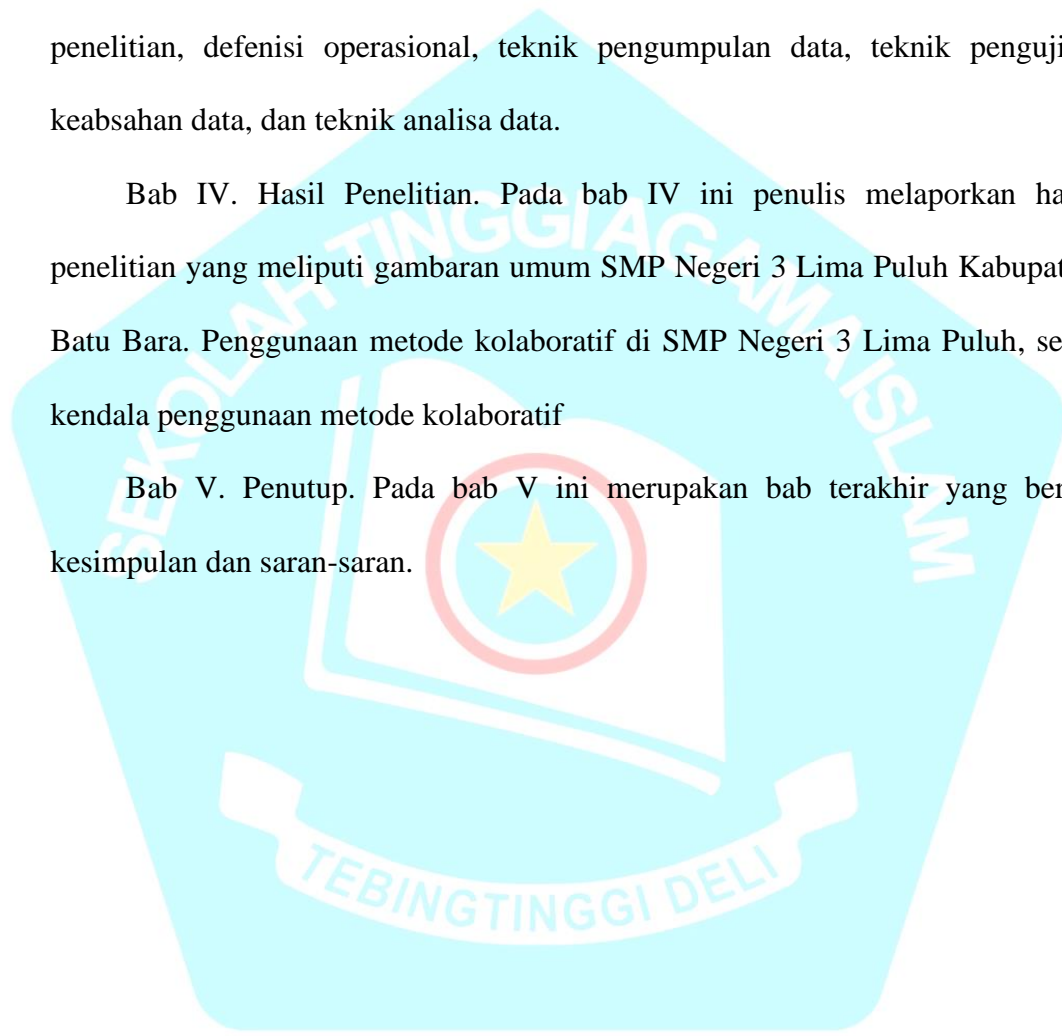 penelitian, defenisi operasional, teknik pengumpulan data, teknik penguji
keabsahan data, dan teknik analisa data.
Bab IV. Hasil Penelitian. Pada bab IV ini penulis melaporkan ha
penelitian yang meliputi gambaran umum SMP Negeri 3 Lima Puluh Kabupat
Batu Bara. Penggunaan metode kolaboratif di SMP Negeri 3 Lima Puluh, se
kendala penggunaan metode kolaboratif
Bab V. Penutup. Pada bab V ini merupakan bab terakhir yang ber
kesimpulan dan saran-saran.
SEKOLAH TINGGI AGAMA ISLAM
TEBINGTINGGI DELI